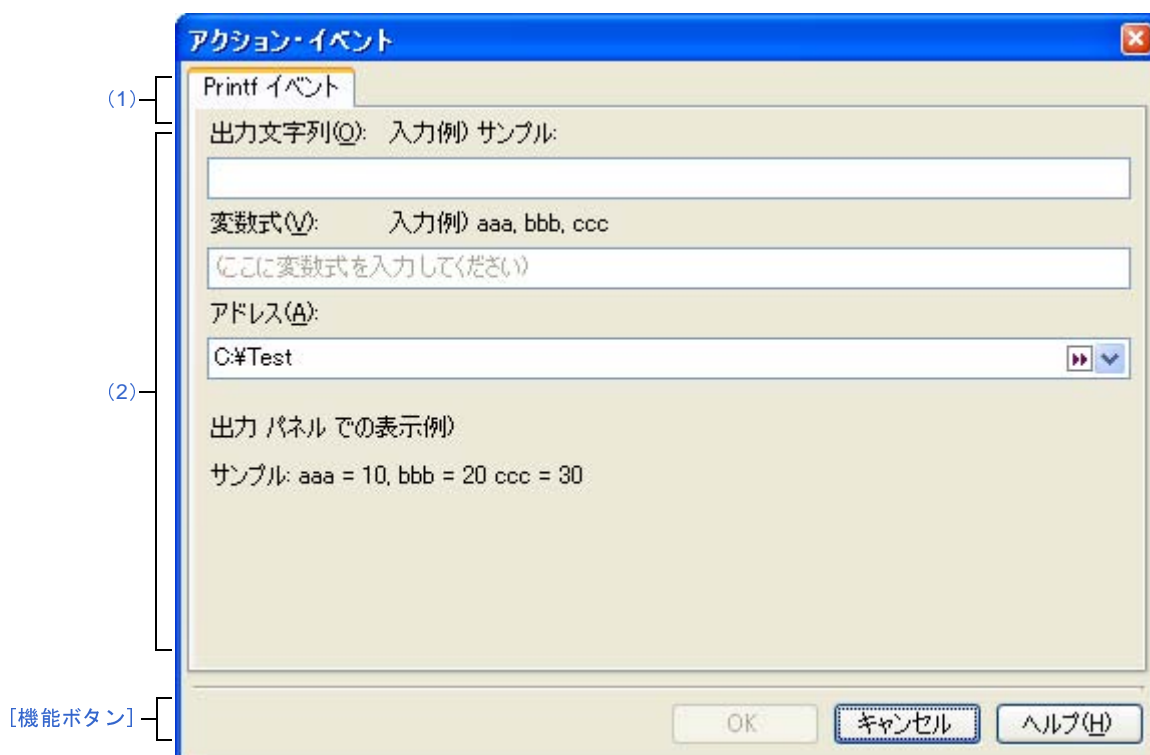 アクション・イベント
(1)
Printf イベント
出力文字列(O): 入力例) サンプル:
変数式(V): 入力例) aaa, bbb, ccc
(ここに変数式を入力してください)
アドレス(A):
C:¥Test
(2)
出力 パネル での表示例)
サンプル: aaa = 10, bbb = 20 ccc = 30
[機能ボタン]
OK キャンセル ヘルプ(H)